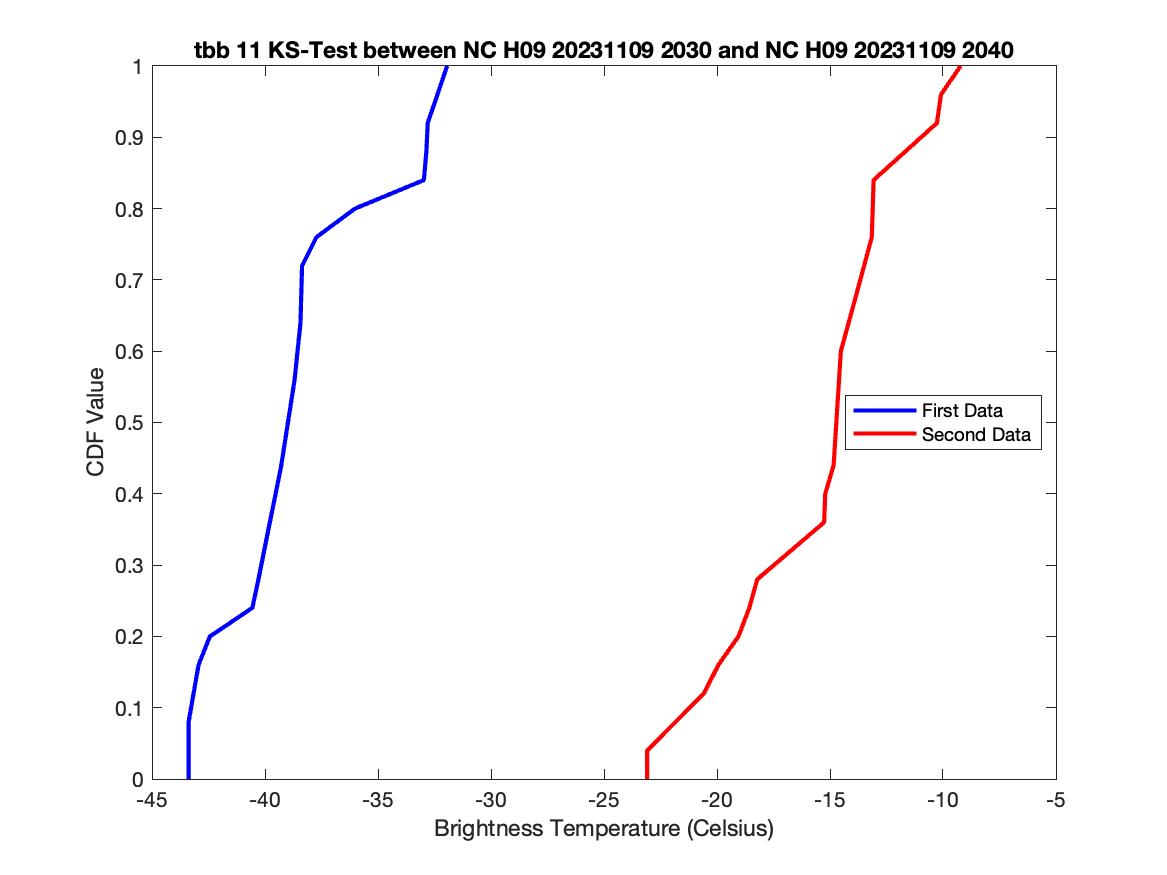 tbb 11 KS-Test between NC H09 20231109 2030 and NC H09 20231109 2040
1
0.9
0.8
0.7
0.6
0.5
0.4
0.3
0.2
0.1
0
CDF Value
First Data
Second Data
-45 -40 -35 -30 -25 -20 -15 -10 -5
Brightness Temperature (Celsius)